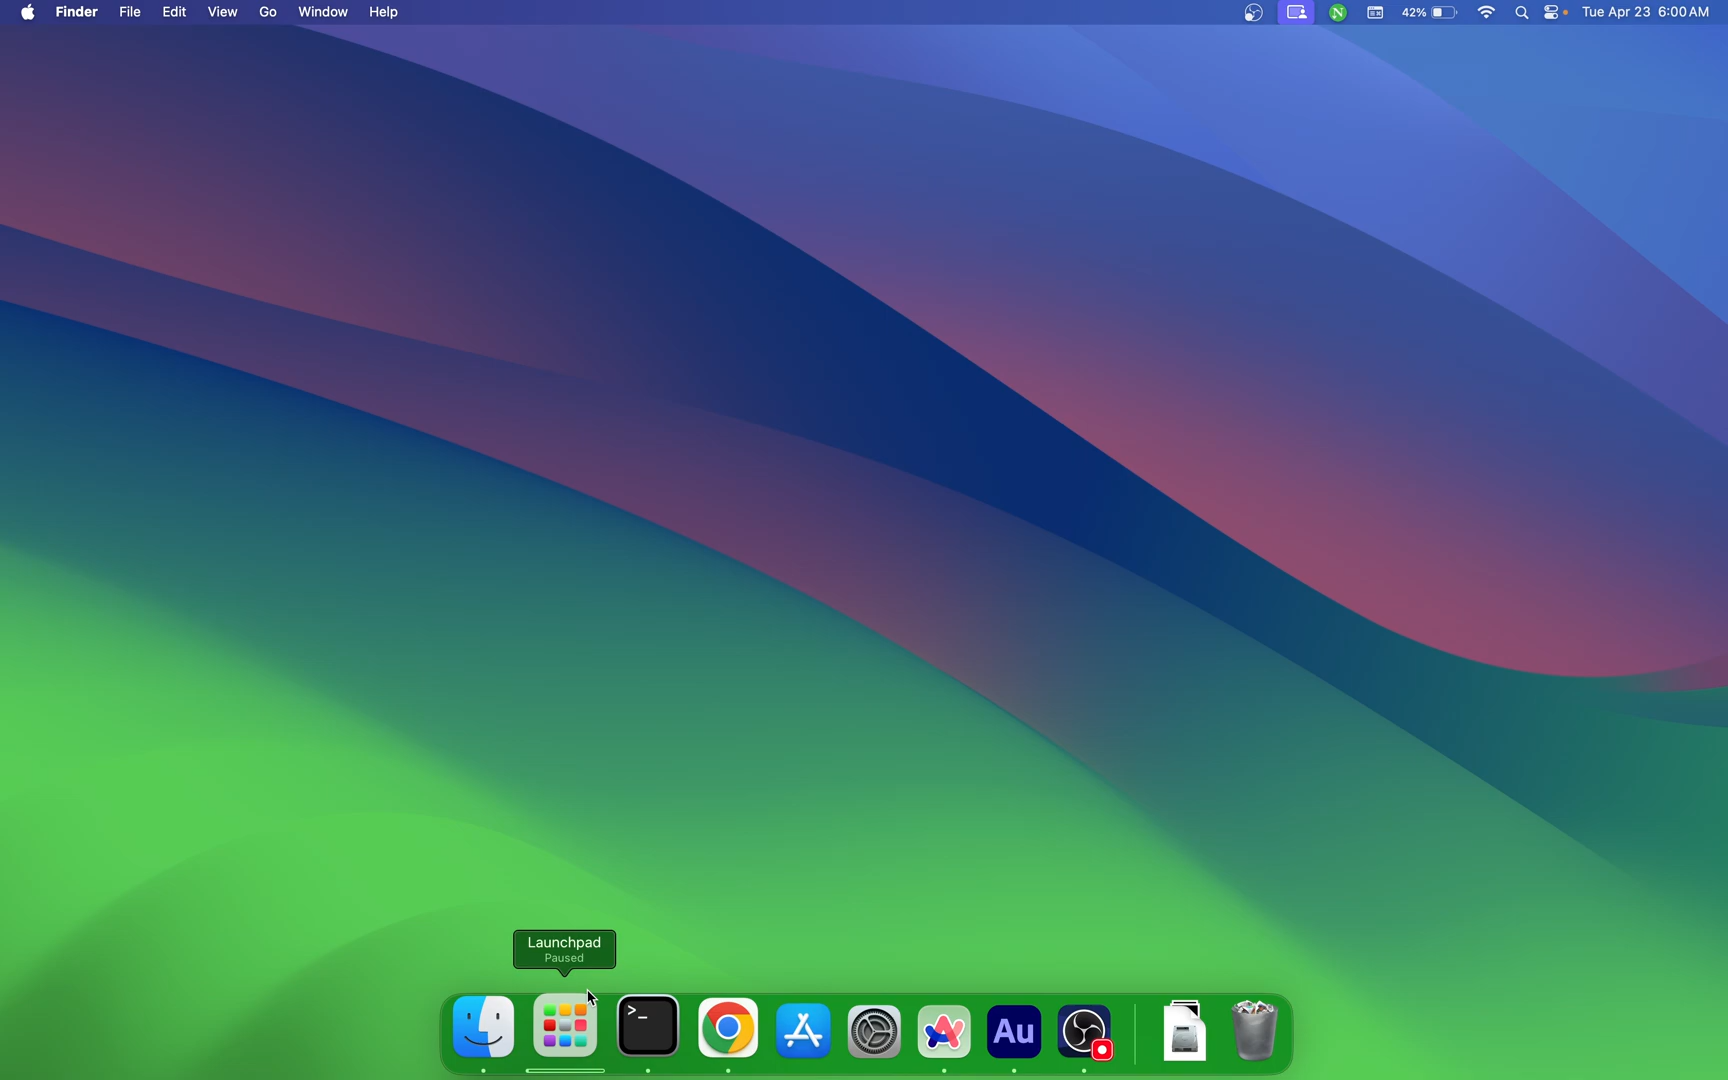 Finder File Edit View Go Window Help N 42% Tue Apr 23 6:00 AM
Launchpad
Paused
>_
Au